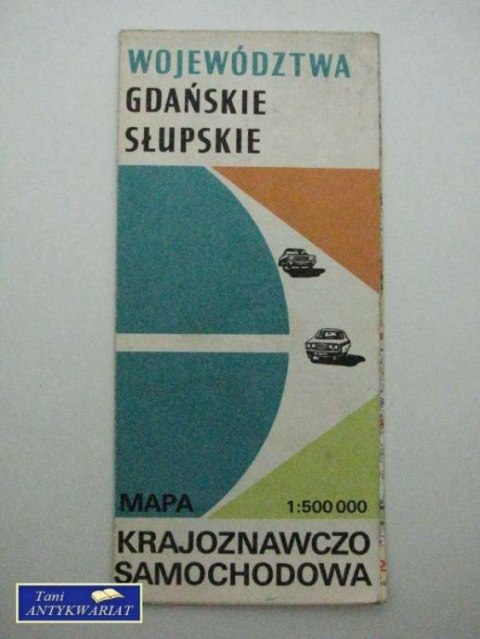 WOJEWÓDZTWA
GDAŃSKIE
SŁUPSKIE
MAPA 1:500 000
KRAJOZNAWCZO
SAMOCHODOWA
Tani
ANTYKWARIAT